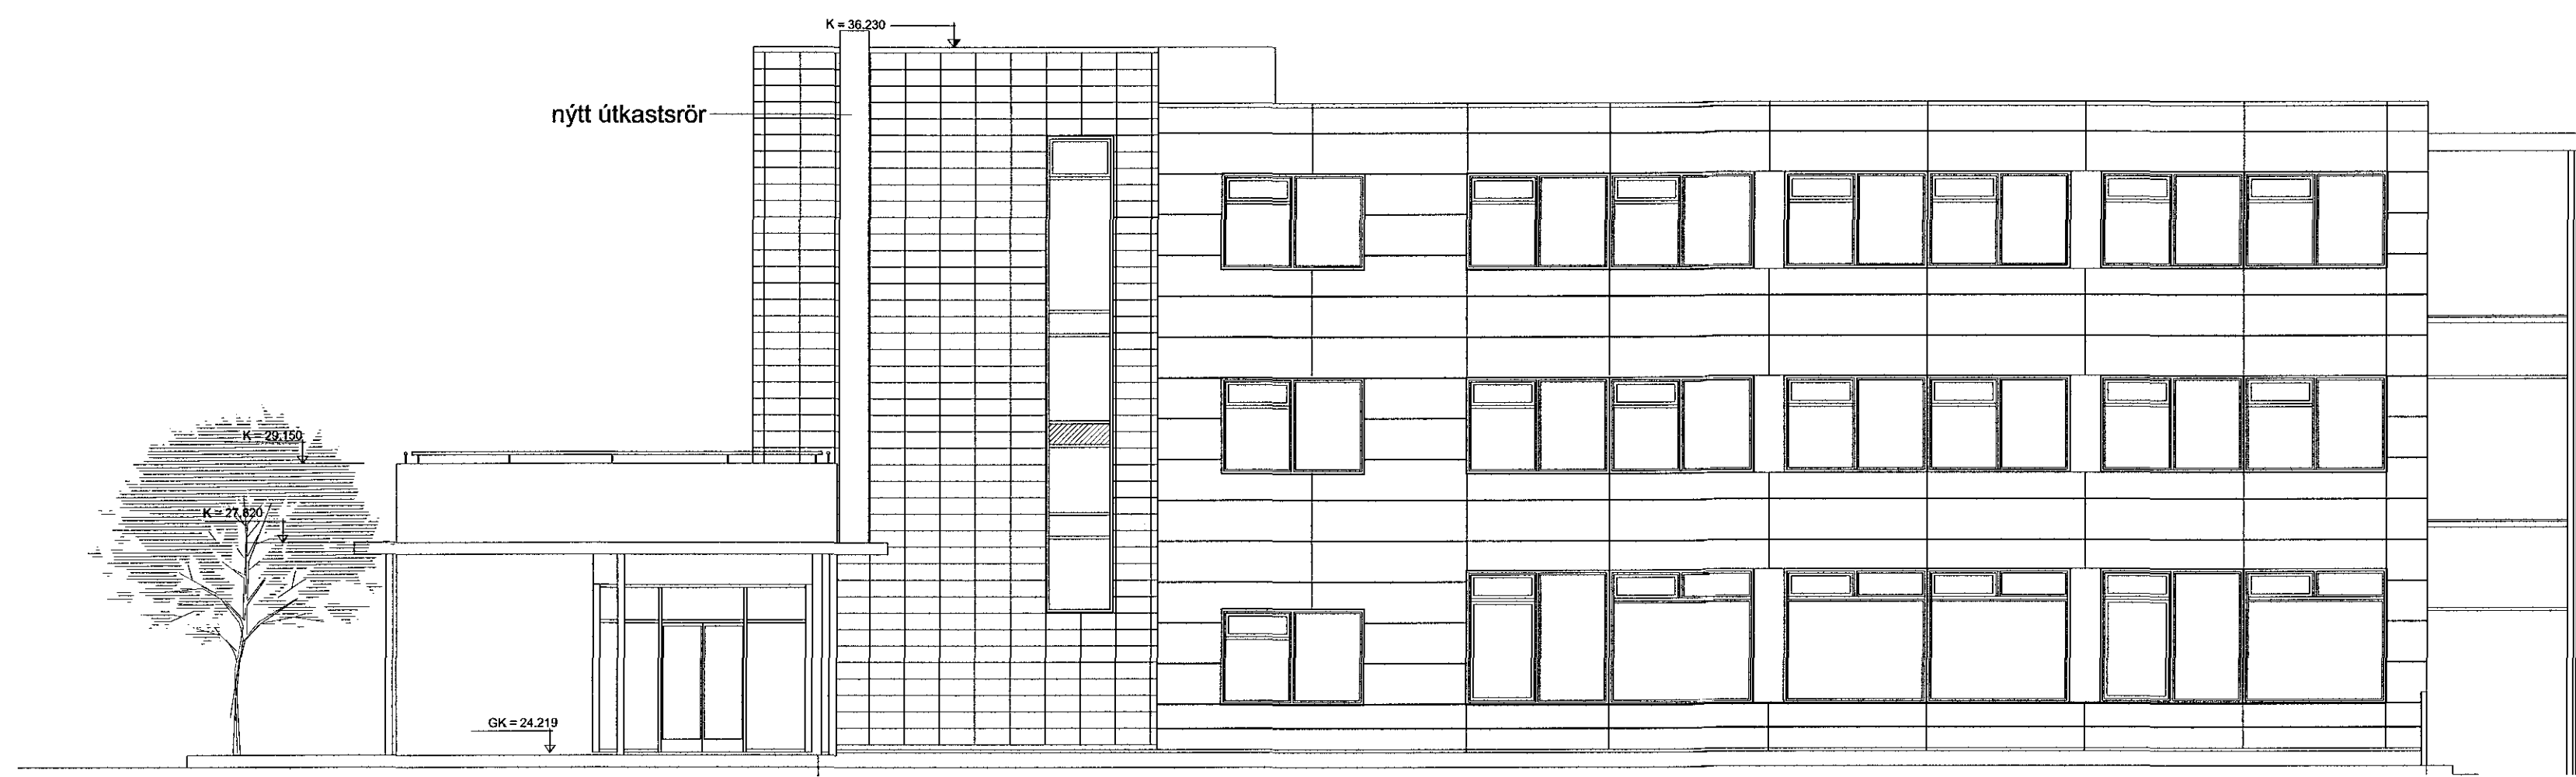 K = 36.230
nýtt útkastsrör
K = 29.150
K = 27.620
GK = 24.219